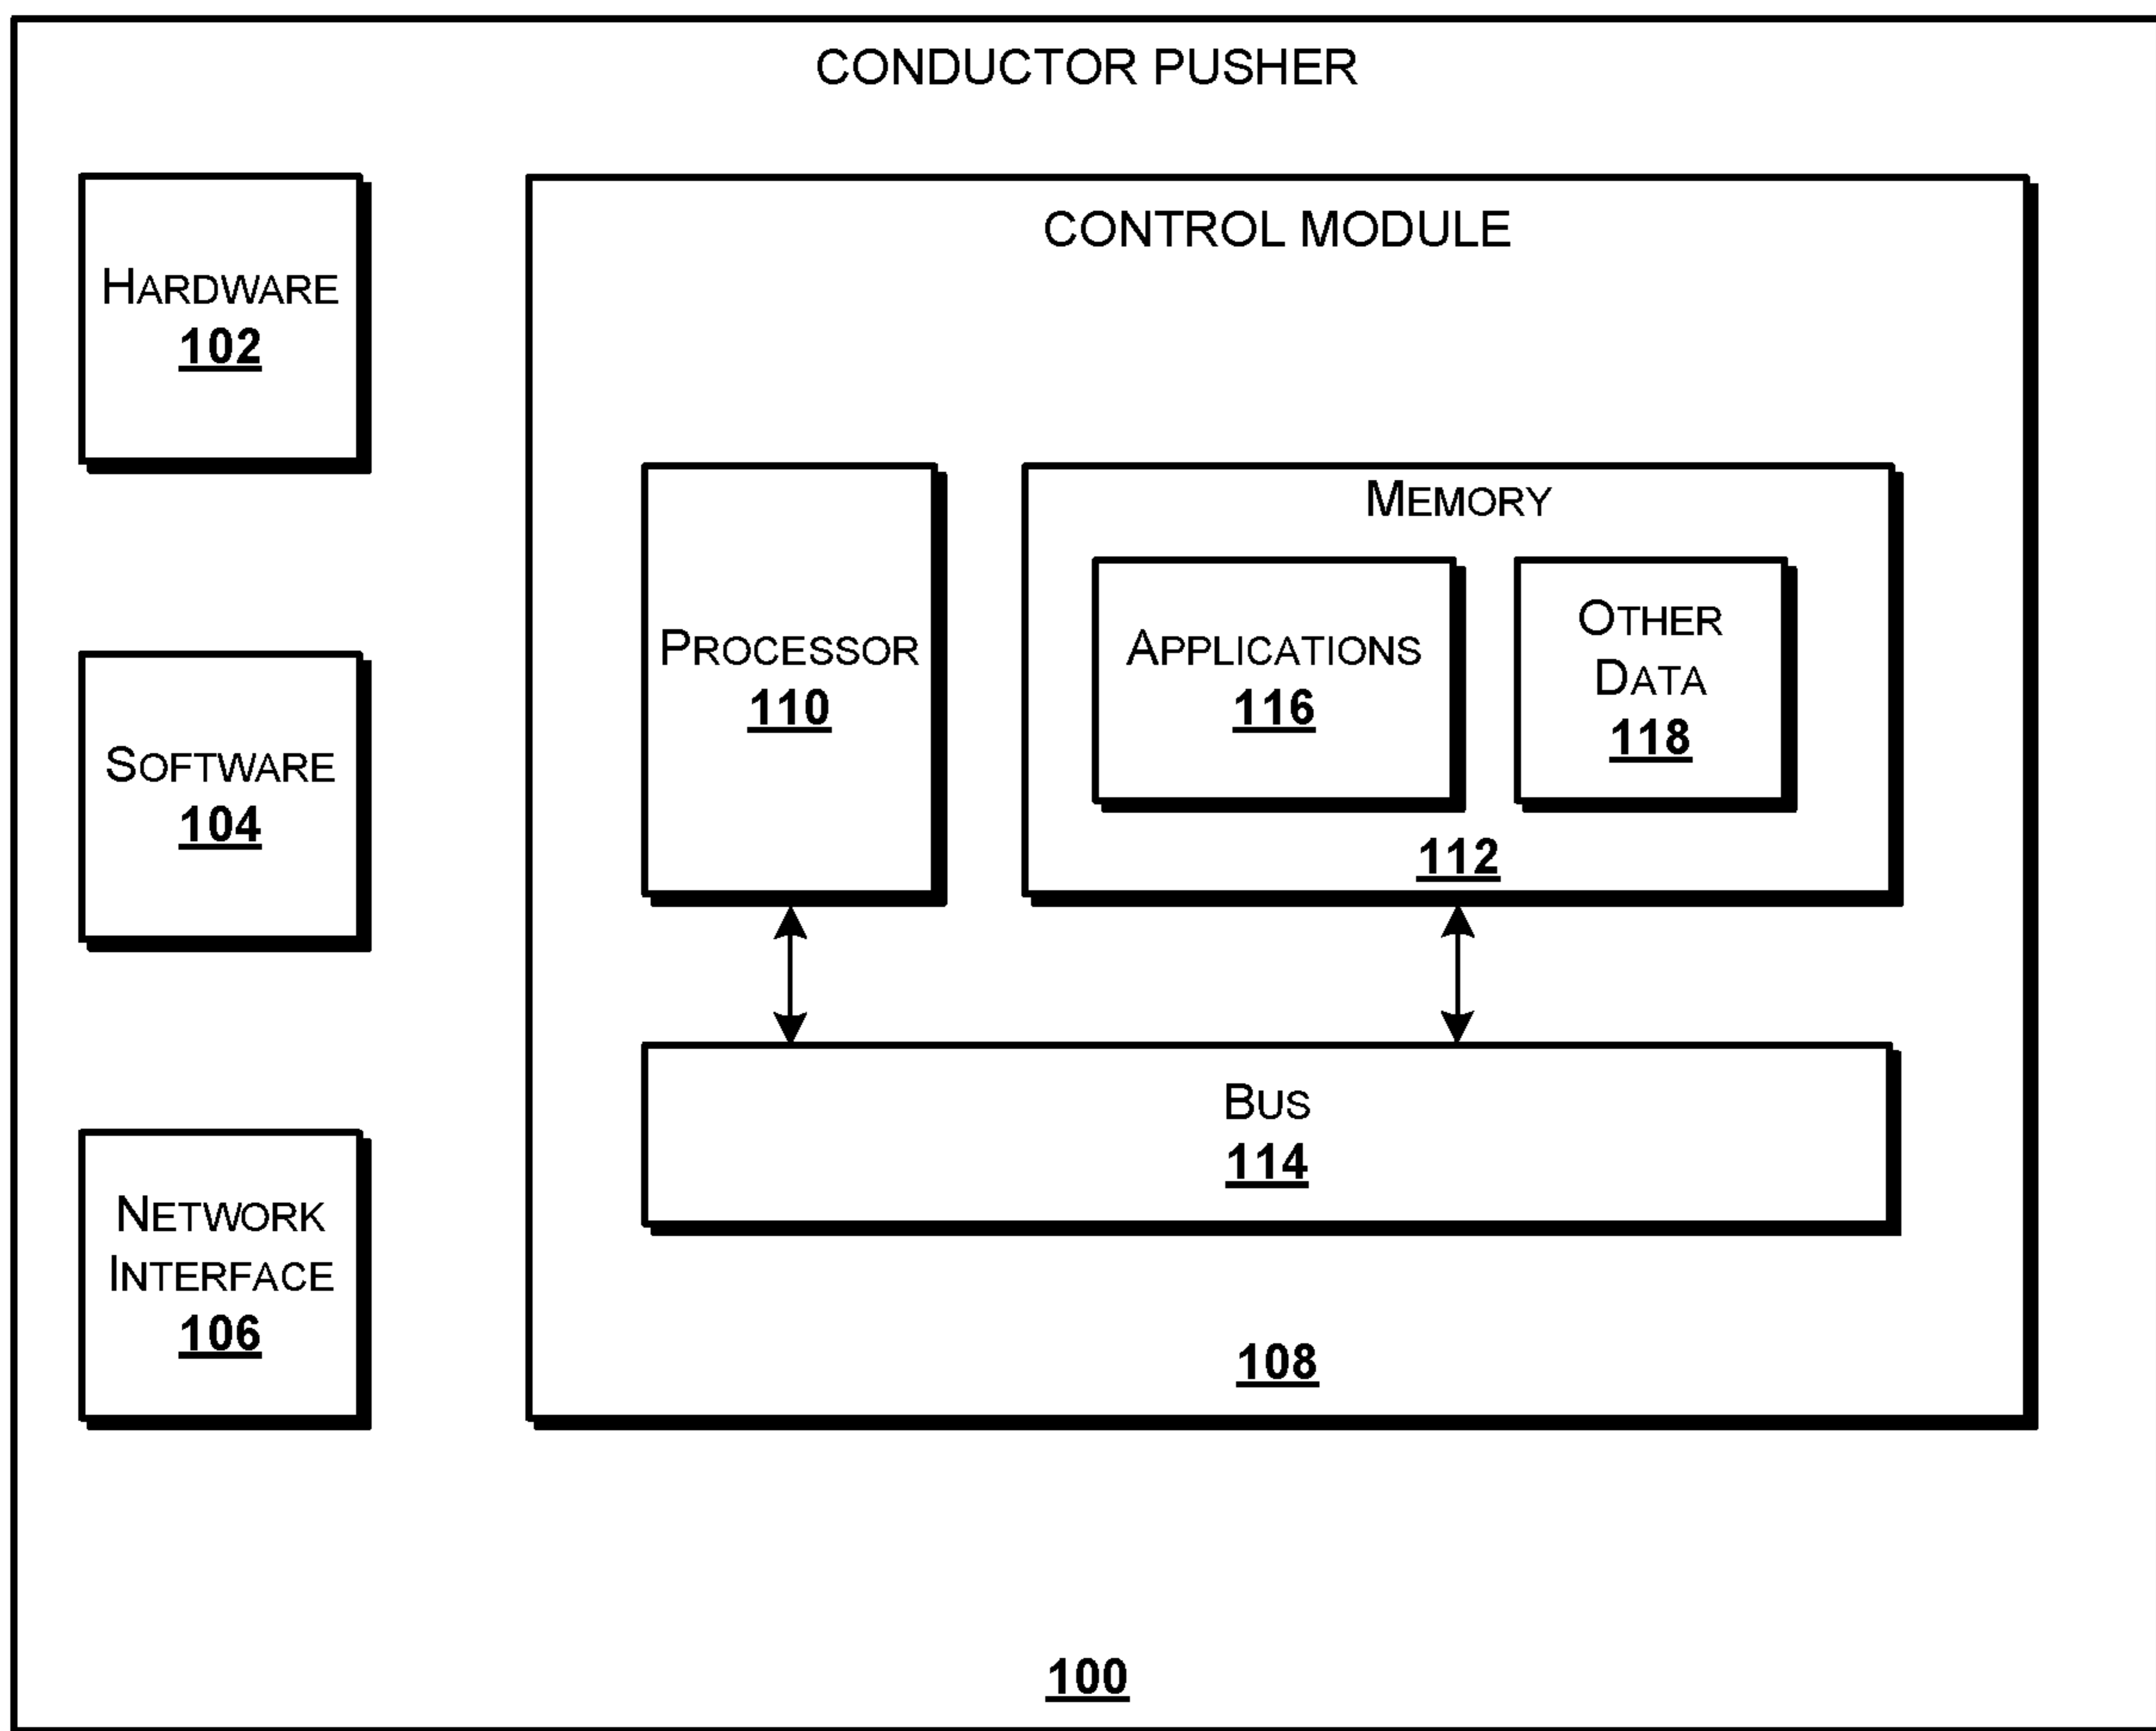 CONDUCTOR PUSHER
HARDWARE
102
SOFTWARE
104
NETWORK
INTERFACE
106
CONTROL MODULE
PROCESSOR
110
MEMORY
APPLICATIONS
116
OTHER
DATA
118
112
BUS
114
108
100